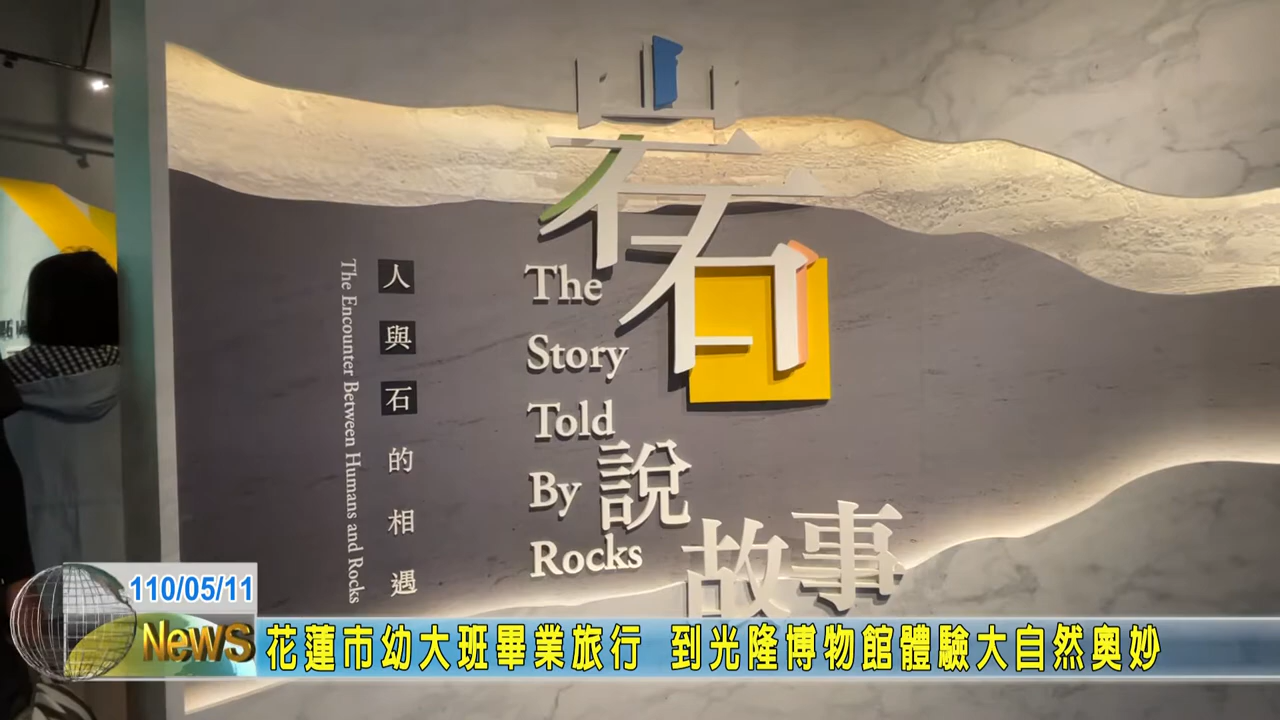 岩石
說
故事
The
Story
Told
By
Rocks
人與石的相遇
The Encounter Between Humans and Rocks
110/05/11
News
花蓮市幼大班畢業旅行 到光隆博物館體驗大自然奧妙